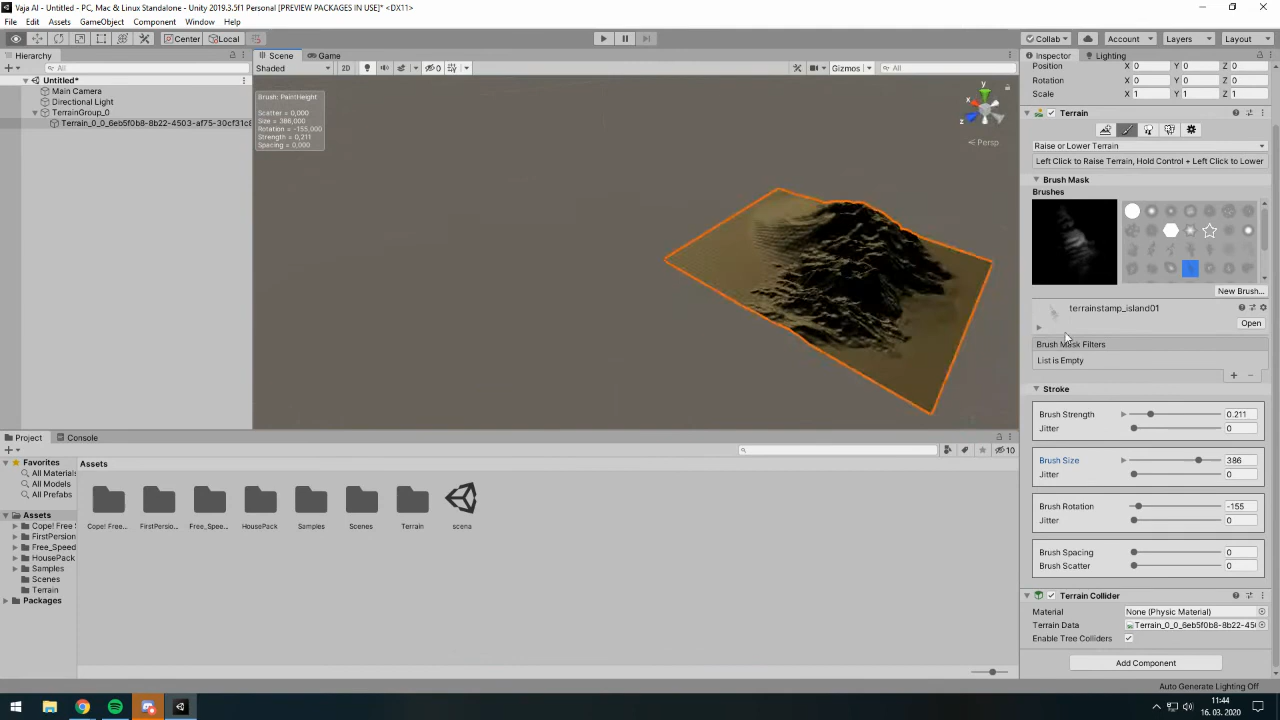 Vaja AI - Untitled - PC, Mac & Linux Standalone - Unity 2019.3.5f1 Personal [PREVIEW PACKAGES IN USE]* <DX11>
File Edit Assets GameObject Component Window Help
Center Local Collab Account Layers Layout
Hierarchy
All
Untitled*
Main Camera
Directional Light
TerrainGroup_0
Terrain_0_0_6eb5f0b8-8b22-4503-af75-30cf31c8
Scene Game
Shaded 2D 0 Gizmos All
Brush: PaintHeight
Scatter = 0,000
Size = 386,000
Rotation = -155,000
Strength = 0,211
Spacing = 0,000
y
x
z
Persp
Inspector Lighting
Position X 0 Y 0 Z 0
Rotation X 0 Y 0 Z 0
Scale X 1 Y 1 Z 1
Terrain
Raise or Lower Terrain
Left Click to Raise Terrain, Hold Control + Left Click to Lower
Brush Mask
Brushes
New Brush...
terrainstamp_island01
Open
Brush Mask Filters
List is Empty
Stroke
Brush Strength 0.211
Jitter 0
Brush Size 386
Jitter 0
Brush Rotation -155
Jitter 0
Brush Spacing 0
Brush Scatter 0
Terrain Collider
Material None (Physic Material)
Terrain Data Terrain_0_0_6eb5f0b8-8b22-450
Enable Tree Colliders
Add Component
Auto Generate Lighting Off
Project Console
10
Favorites
All Materials
All Models
All Prefabs
Assets
Cope! Free S
FirstPersion
Free_Speed
HousePack
Samples
Scenes
Terrain
Packages
Assets
Cope! Free... FirstPersio... Free_Spee... HousePack Samples Scenes Terrain scena
11:44
16. 03. 2020